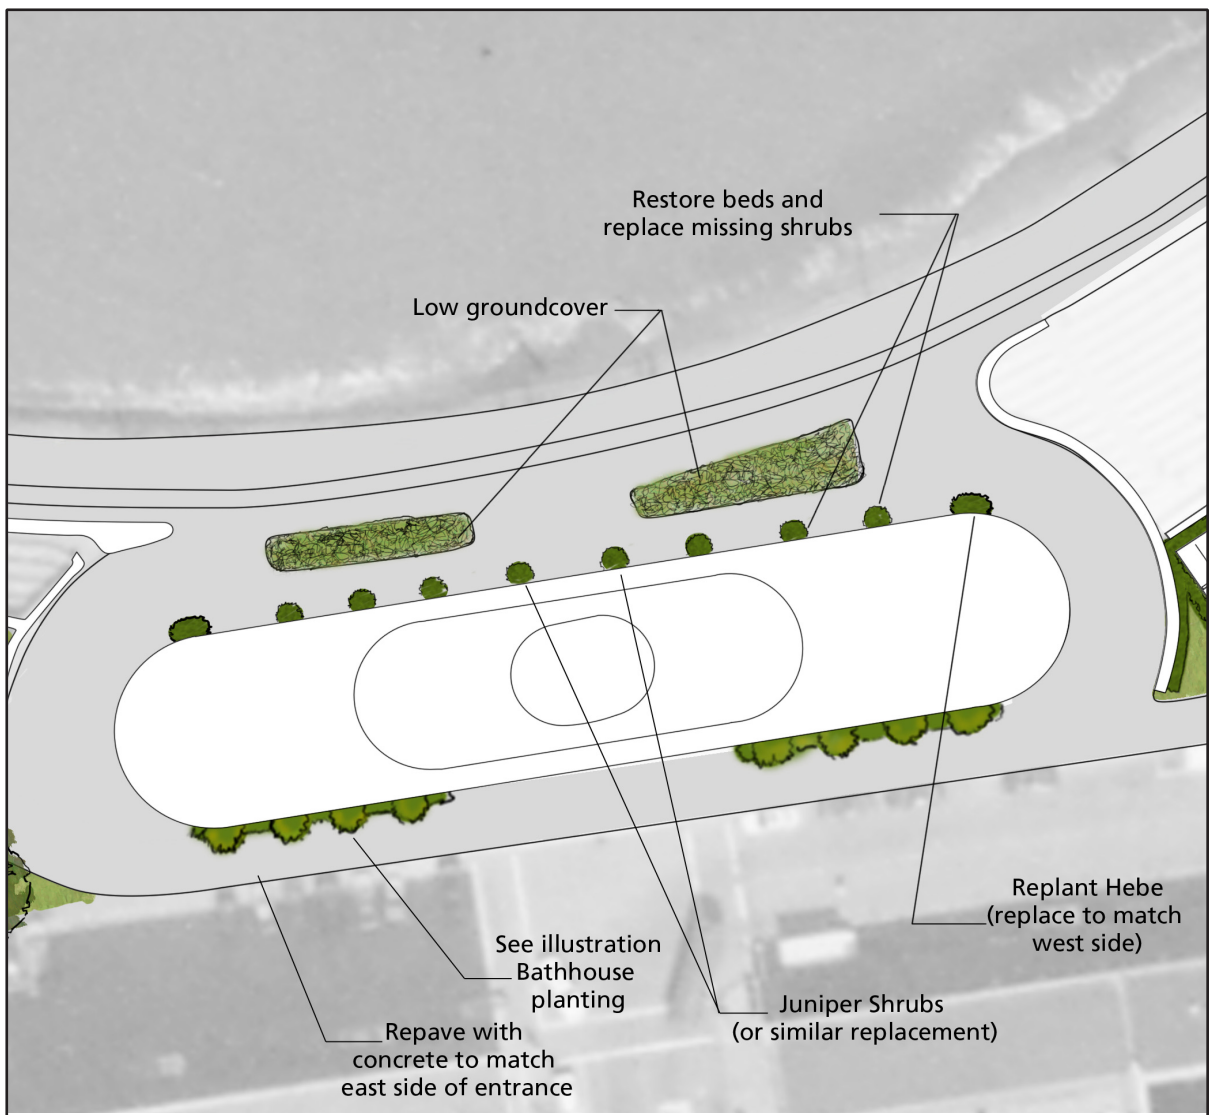 Restore beds and
replace missing shrubs
Low groundcover
Replant Hebe
(replace to match
west side)
See illustration
Bathhouse
planting
Juniper Shrubs
(or similar replacement)
Repave with
concrete to match
east side of entrance